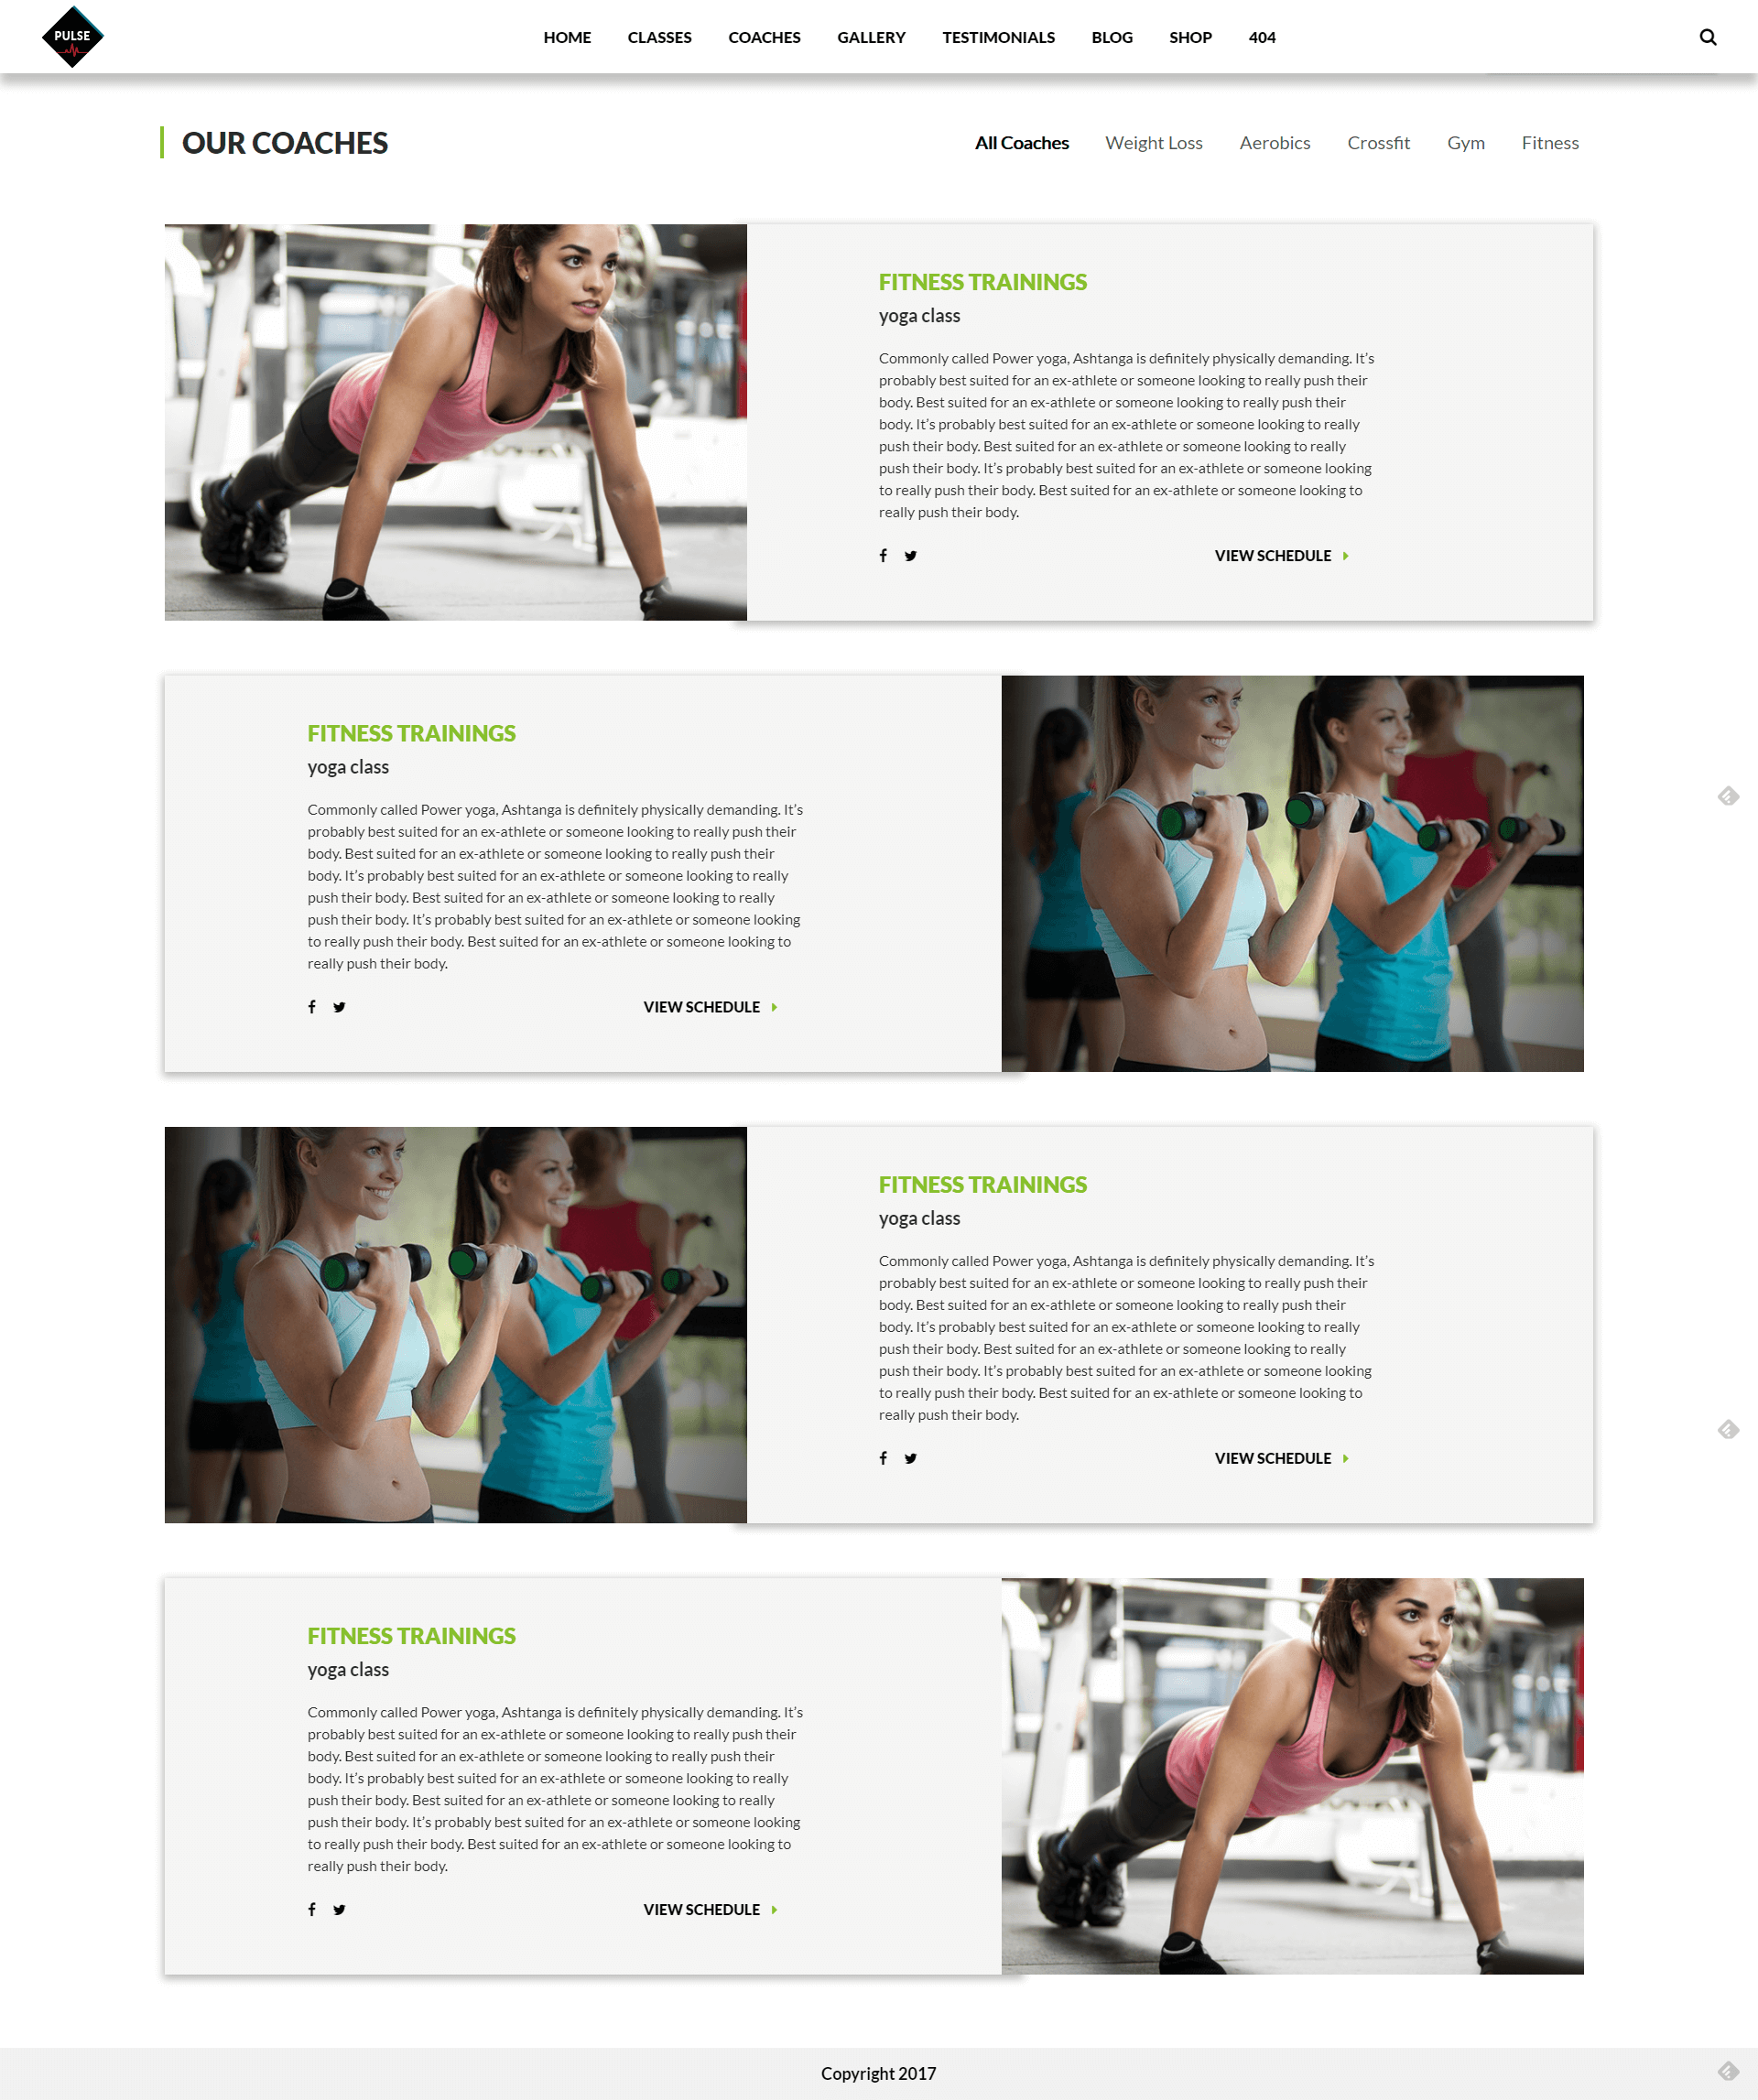 PULSE
HOME CLASSES COACHES GALLERY TESTIMONIALS BLOG SHOP 404
OUR COACHES
All Coaches Weight Loss Aerobics Crossfit Gym Fitness
FITNESS TRAININGS
yoga class
Commonly called Power yoga, Ashtanga is definitely physically demanding. It’s
probably best suited for an ex-athlete or someone looking to really push their
body. Best suited for an ex-athlete or someone looking to really push their
body. It’s probably best suited for an ex-athlete or someone looking to really
push their body. Best suited for an ex-athlete or someone looking to really
push their body. It’s probably best suited for an ex-athlete or someone looking
to really push their body. Best suited for an ex-athlete or someone looking to
really push their body.
VIEW SCHEDULE
FITNESS TRAININGS
yoga class
Commonly called Power yoga, Ashtanga is definitely physically demanding. It’s
probably best suited for an ex-athlete or someone looking to really push their
body. Best suited for an ex-athlete or someone looking to really push their
body. It’s probably best suited for an ex-athlete or someone looking to really
push their body. Best suited for an ex-athlete or someone looking to really
push their body. It’s probably best suited for an ex-athlete or someone looking
to really push their body. Best suited for an ex-athlete or someone looking to
really push their body.
VIEW SCHEDULE
FITNESS TRAININGS
yoga class
Commonly called Power yoga, Ashtanga is definitely physically demanding. It’s
probably best suited for an ex-athlete or someone looking to really push their
body. Best suited for an ex-athlete or someone looking to really push their
body. It’s probably best suited for an ex-athlete or someone looking to really
push their body. Best suited for an ex-athlete or someone looking to really
push their body. It’s probably best suited for an ex-athlete or someone looking
to really push their body. Best suited for an ex-athlete or someone looking to
really push their body.
VIEW SCHEDULE
FITNESS TRAININGS
yoga class
Commonly called Power yoga, Ashtanga is definitely physically demanding. It’s
probably best suited for an ex-athlete or someone looking to really push their
body. Best suited for an ex-athlete or someone looking to really push their
body. It’s probably best suited for an ex-athlete or someone looking to really
push their body. Best suited for an ex-athlete or someone looking to really
push their body. It’s probably best suited for an ex-athlete or someone looking
to really push their body. Best suited for an ex-athlete or someone looking to
really push their body.
VIEW SCHEDULE
Copyright 2017